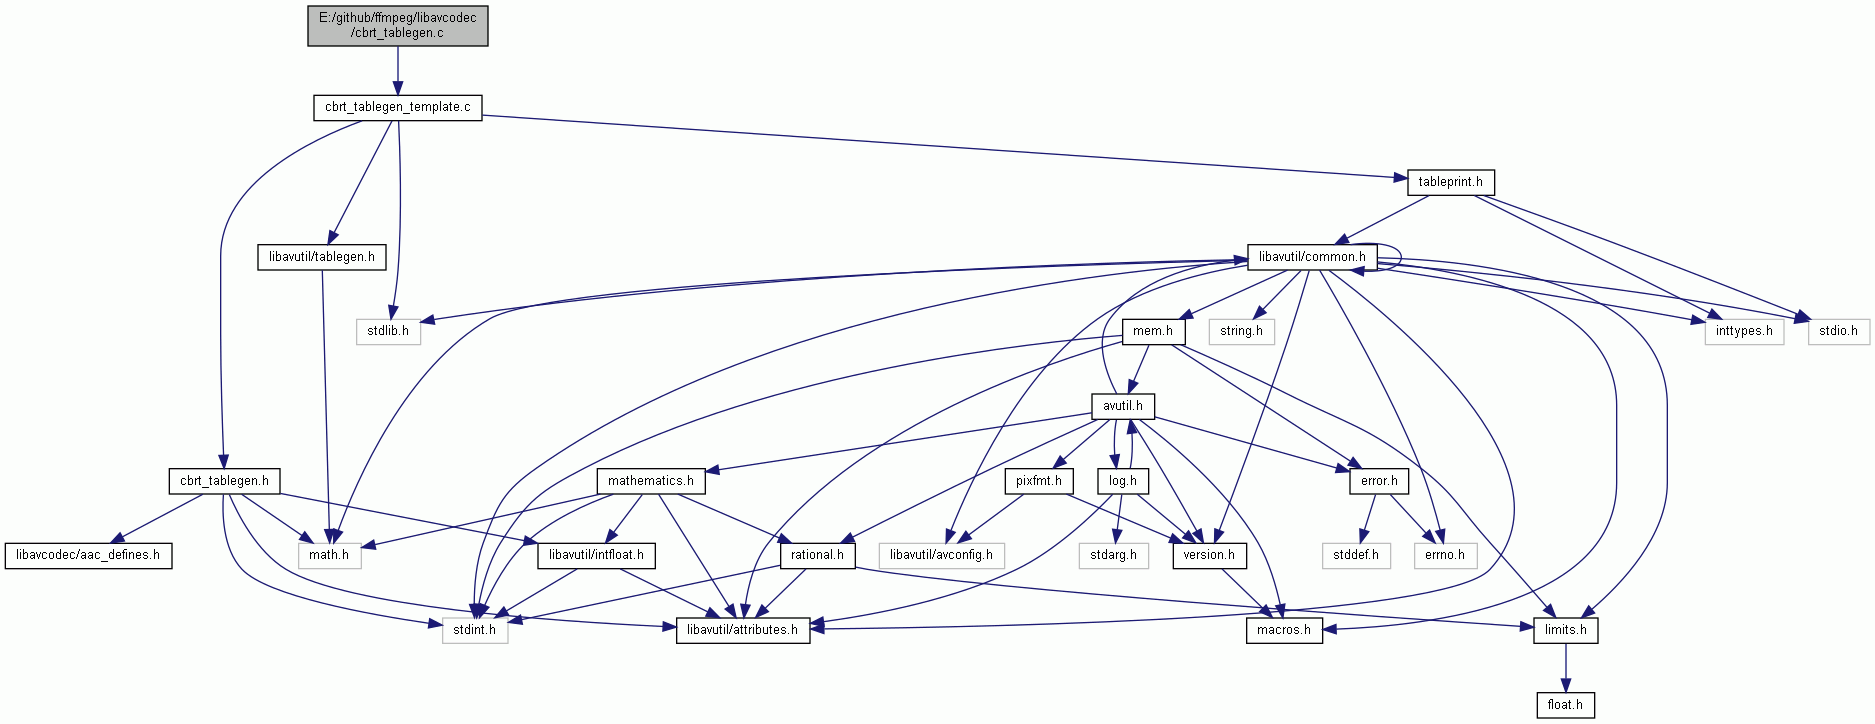 E:/github/ffmpeg/libavcodec
/cbrt_tablegen.c
cbrt_tablegen_template.c
tableprint.h
libavutil/tablegen.h
libavutil/common.h
stdlib.h
mem.h
string.h
inttypes.h
stdio.h
avutil.h
cbrt_tablegen.h
mathematics.h
pixfmt.h
log.h
error.h
libavcodec/aac_defines.h
math.h
libavutil/intfloat.h
rational.h
libavutil/avconfig.h
stdarg.h
version.h
stddef.h
errno.h
stdint.h
libavutil/attributes.h
macros.h
limits.h
float.h